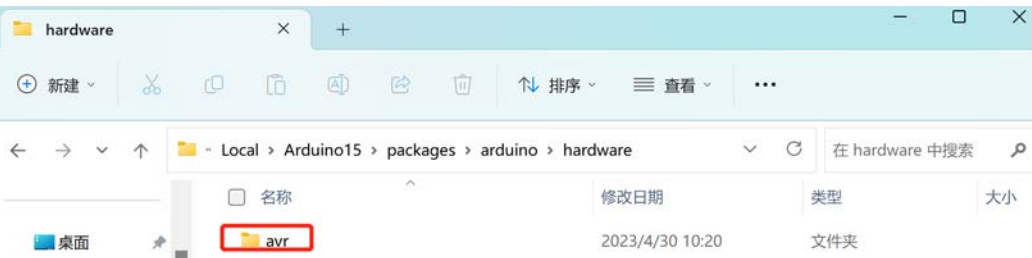 hardware
新建
排序
查看
Local > Arduino15 > packages > arduino > hardware
在 hardware 中搜索
名称
修改日期
类型
大小
桌面
avr
2023/4/30 10:20
文件夹